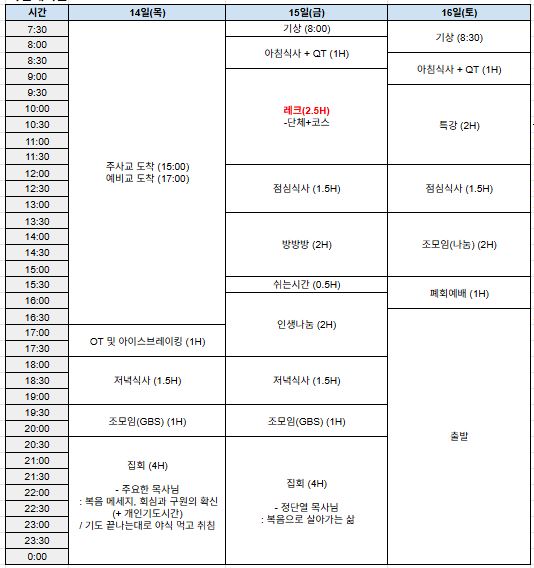 시간 14일(목) 15일(금) 16일(토)
7:30 기상 (8:00)
8:00 기상 (8:30)
아침식사 + QT (1H)
8:30
9:00 아침식사 + QT (1H)
9:30
10:00 레크(2.5H)
-단체+코스
10:30 특강 (2H)
11:00
11:30
주사교 도착 (15:00)
예비교 도착 (17:00)
12:00
12:30 점심식사 (1.5H) 점심식사 (1.5H)
13:00
13:30
14:00 방방방 (2H) 조모임(나눔) (2H)
14:30
15:00
15:30 쉬는시간 (0.5H)
16:00 폐회예배 (1H)
16:30 인생나눔 (2H)
17:00 OT 및 아이스브레이킹 (1H)
17:30
18:00
18:30 저녁식사 (1.5H) 저녁식사 (1.5H)
19:00
19:30 조모임(GBS) (1H) 조모임(GBS) (1H)
20:00 출발
20:30
21:00 집회 (4H)
21:30 집회 (4H)
22:00 - 주요한 목사님
: 복음 메세지, 회심과 구원의 확신
(+ 개인기도시간)
/ 기도 끝나는대로 야식 먹고 취침
22:30 - 정단열 목사님
: 복음으로 살아가는 삶
23:00
23:30
0:00